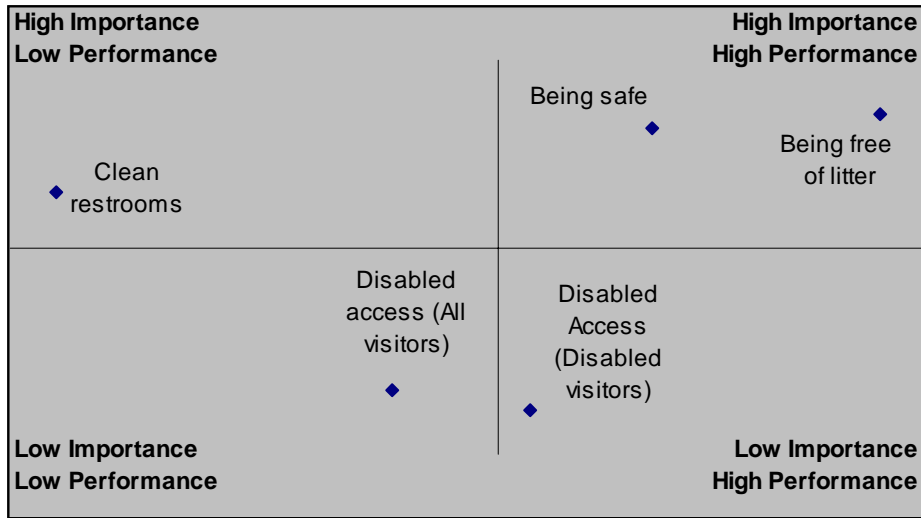 High Importance
Low Performance
High Importance
High Performance
Being safe
Being free
of litter
Clean
restrooms
Disabled
access (All
visitors)
Disabled
Access
(Disabled
visitors)
Low Importance
Low Performance
Low Importance
High Performance